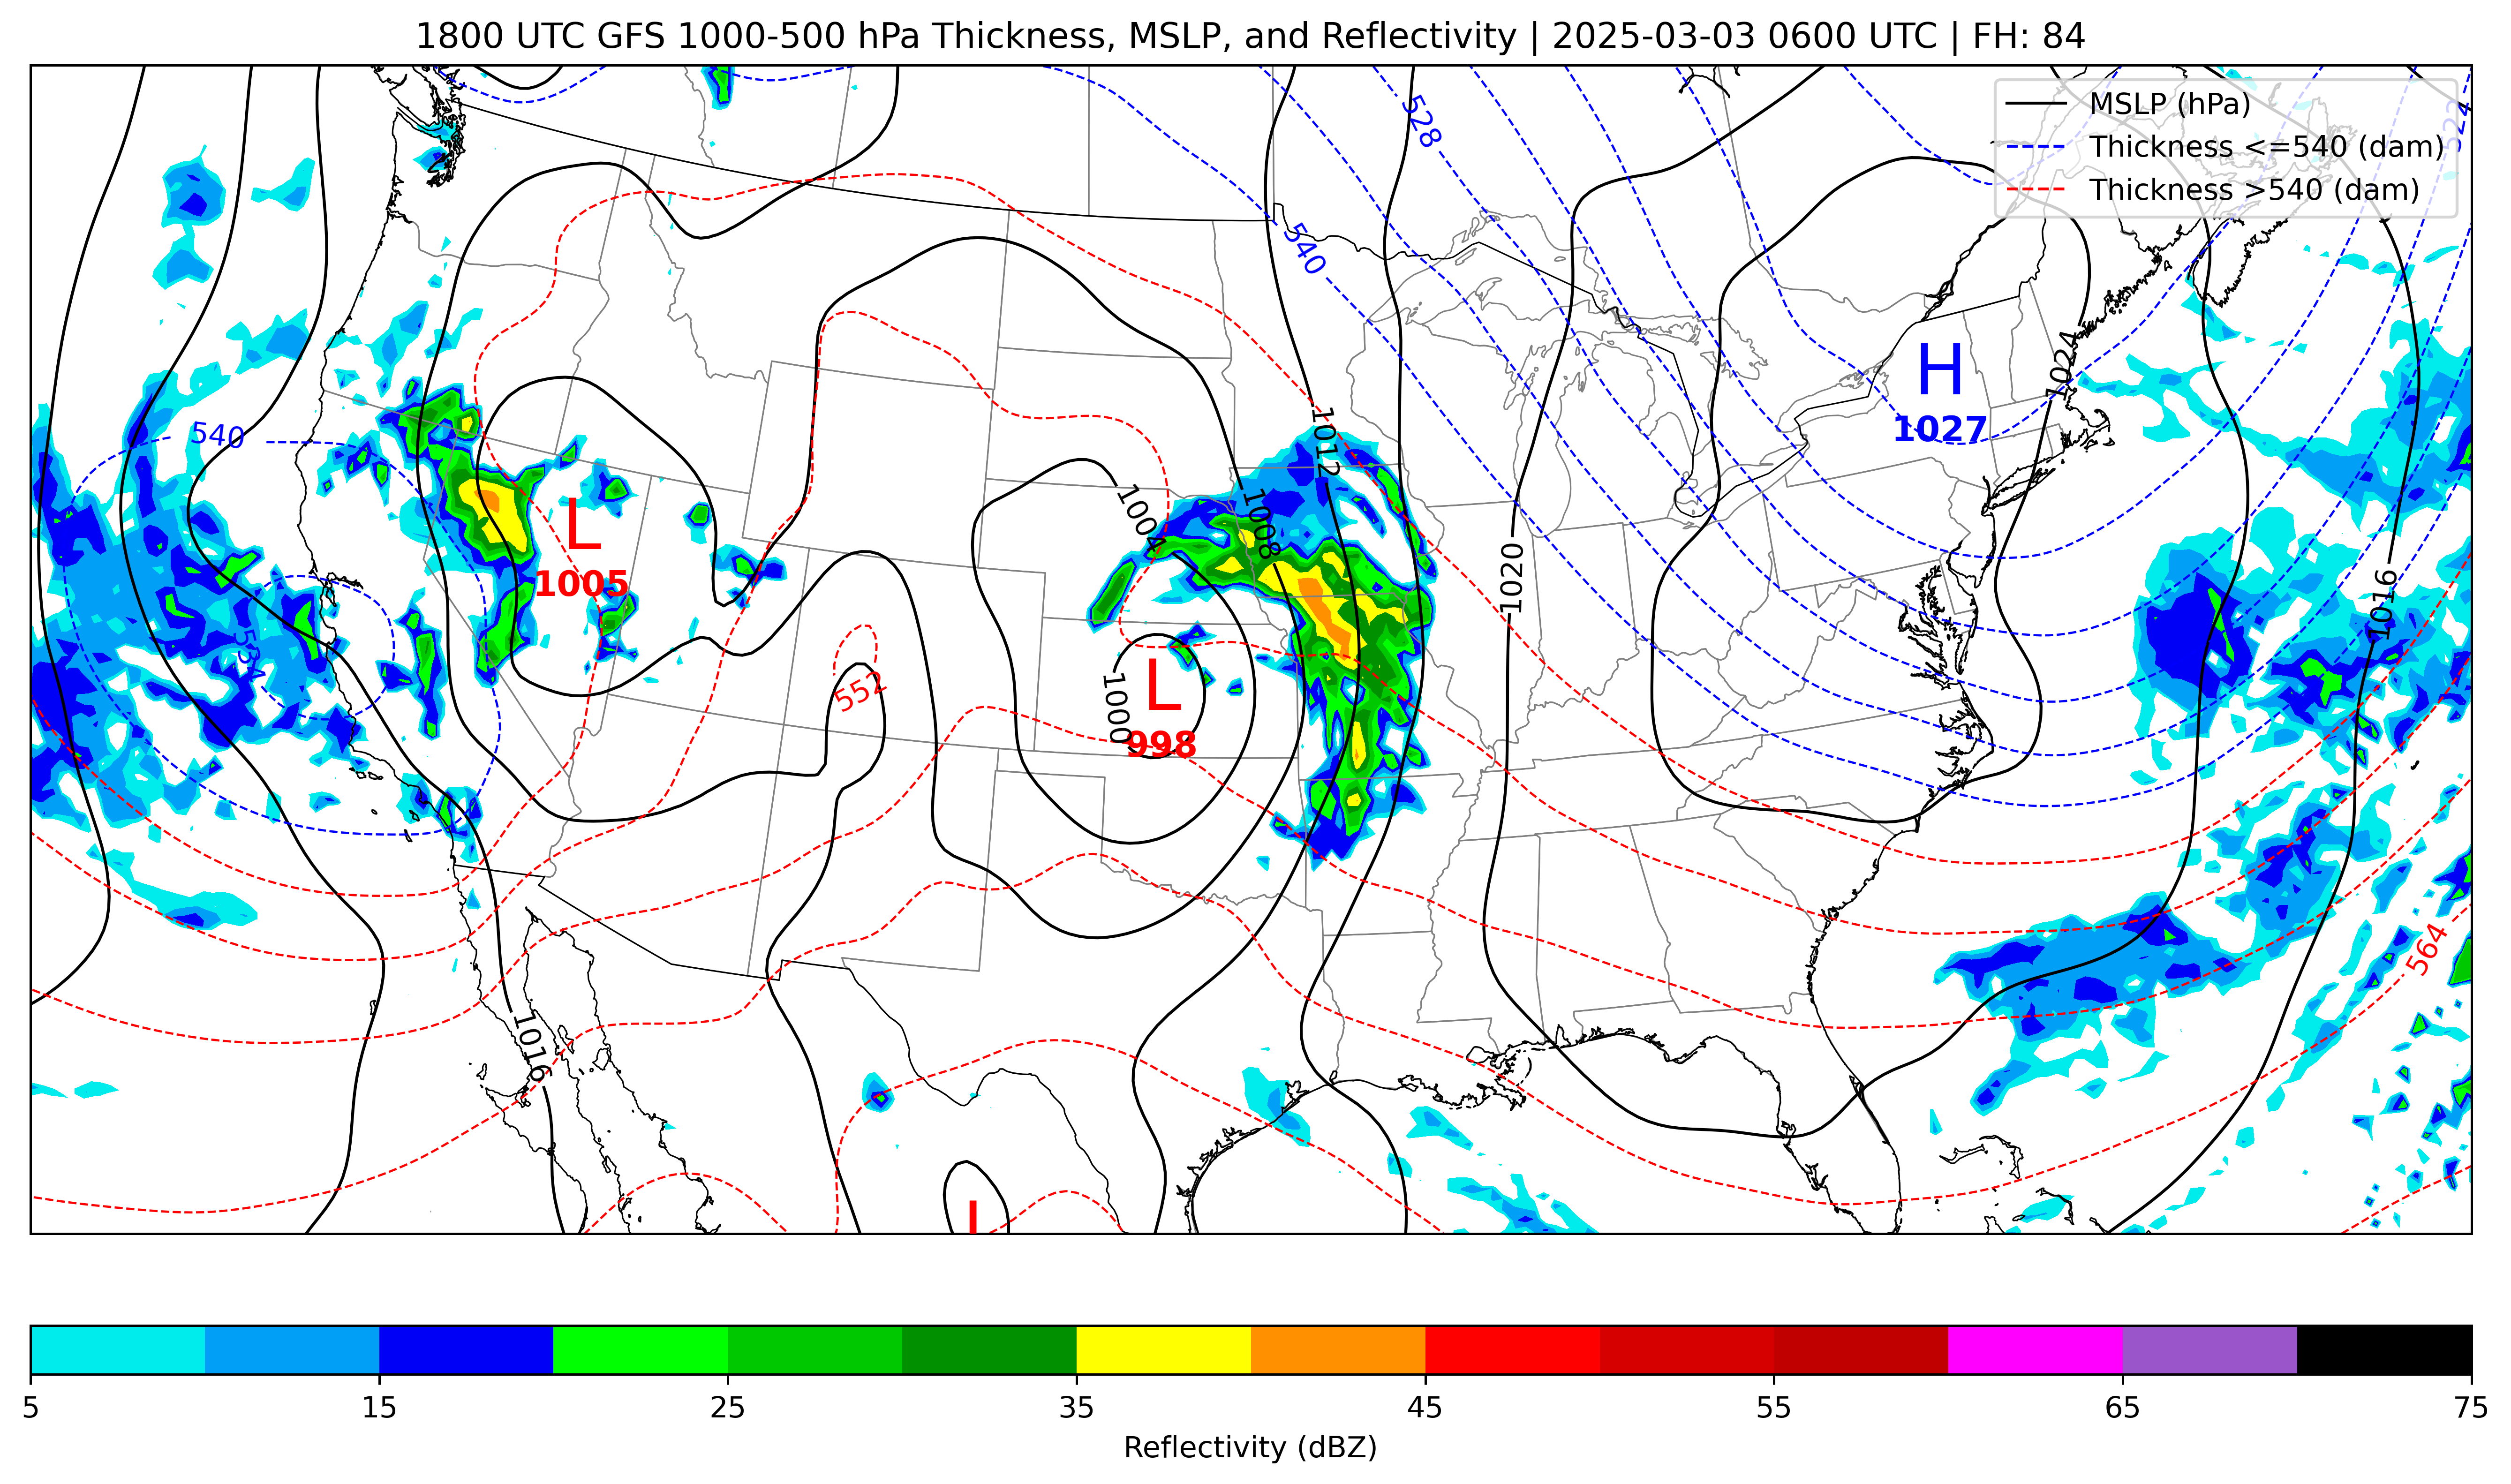 1800 UTC GFS 1000-500 hPa Thickness, MSLP, and Reflectivity | 2025-03-03 0600 UTC | FH: 84
MSLP (hPa)
Thickness <=540 (dam)
Thickness >540 (dam)
528
522
540
H
1027
1024
1012
540
1004
1008
L
1005
1020
1016
534
L
998
1000
552
564
1016
L
5 15 25 35 45 55 65 75
Reflectivity (dBZ)